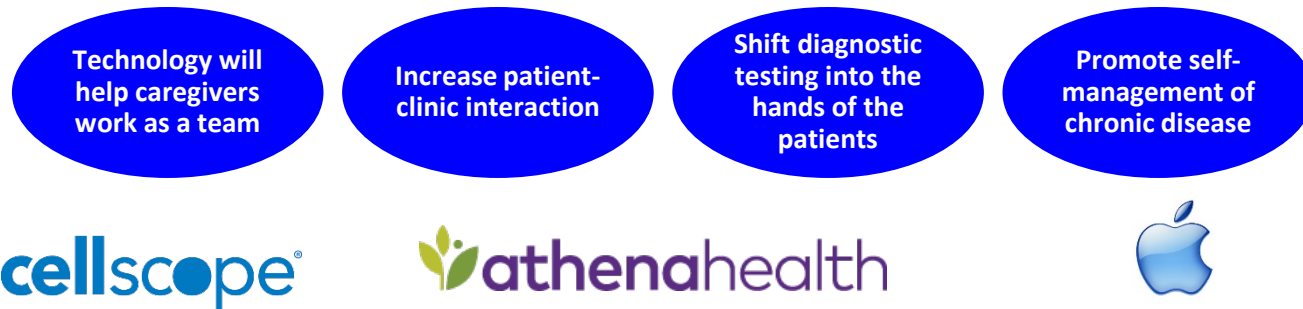 Technology will
help caregivers
work as a team
Increase patient-
clinic interaction
Shift diagnostic
testing into the
hands of the
patients
Promote self-
management of
chronic disease
cellscope®
athenahealth